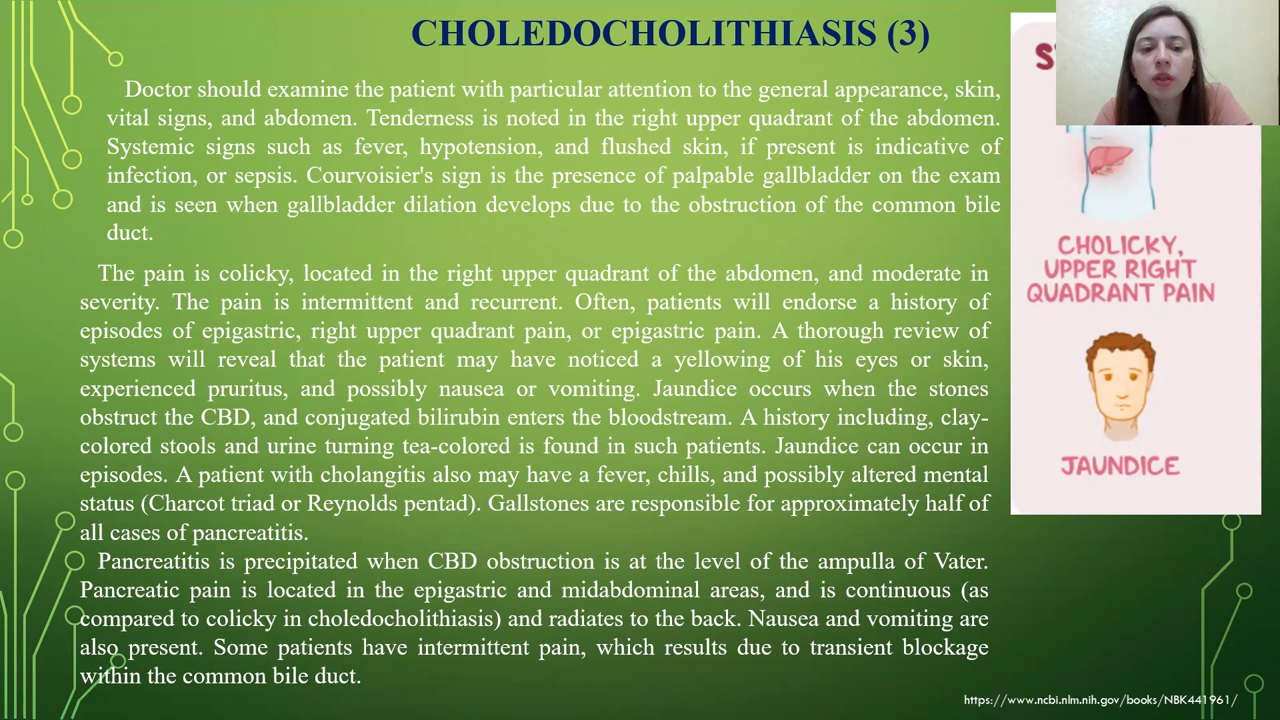 CHOLEDOCHOLITHIASIS (3)
Doctor should examine the patient with particular attention to the general appearance, skin,
vital signs, and abdomen. Tenderness is noted in the right upper quadrant of the abdomen.
Systemic signs such as fever, hypotension, and flushed skin, if present is indicative of
infection, or sepsis. Courvoisier's sign is the presence of palpable gallbladder on the exam
and is seen when gallbladder dilation develops due to the obstruction of the common bile
duct.
The pain is colicky, located in the right upper quadrant of the abdomen, and moderate in
severity. The pain is intermittent and recurrent. Often, patients will endorse a history of
episodes of epigastric, right upper quadrant pain, or epigastric pain. A thorough review of
systems will reveal that the patient may have noticed a yellowing of his eyes or skin,
experienced pruritus, and possibly nausea or vomiting. Jaundice occurs when the stones
obstruct the CBD, and conjugated bilirubin enters the bloodstream. A history including, clay-
colored stools and urine turning tea-colored is found in such patients. Jaundice can occur in
episodes. A patient with cholangitis also may have a fever, chills, and possibly altered mental
status (Charcot triad or Reynolds pentad). Gallstones are responsible for approximately half of
all cases of pancreatitis.
Pancreatitis is precipitated when CBD obstruction is at the level of the ampulla of Vater.
Pancreatic pain is located in the epigastric and midabdominal areas, and is continuous (as
compared to colicky in choledocholithiasis) and radiates to the back. Nausea and vomiting are
also present. Some patients have intermittent pain, which results due to transient blockage
within the common bile duct.
CHOLICKY,
UPPER RIGHT
QUADRANT PAIN
JAUNDICE
https://www.ncbi.nlm.nih.gov/books/NBK441961/